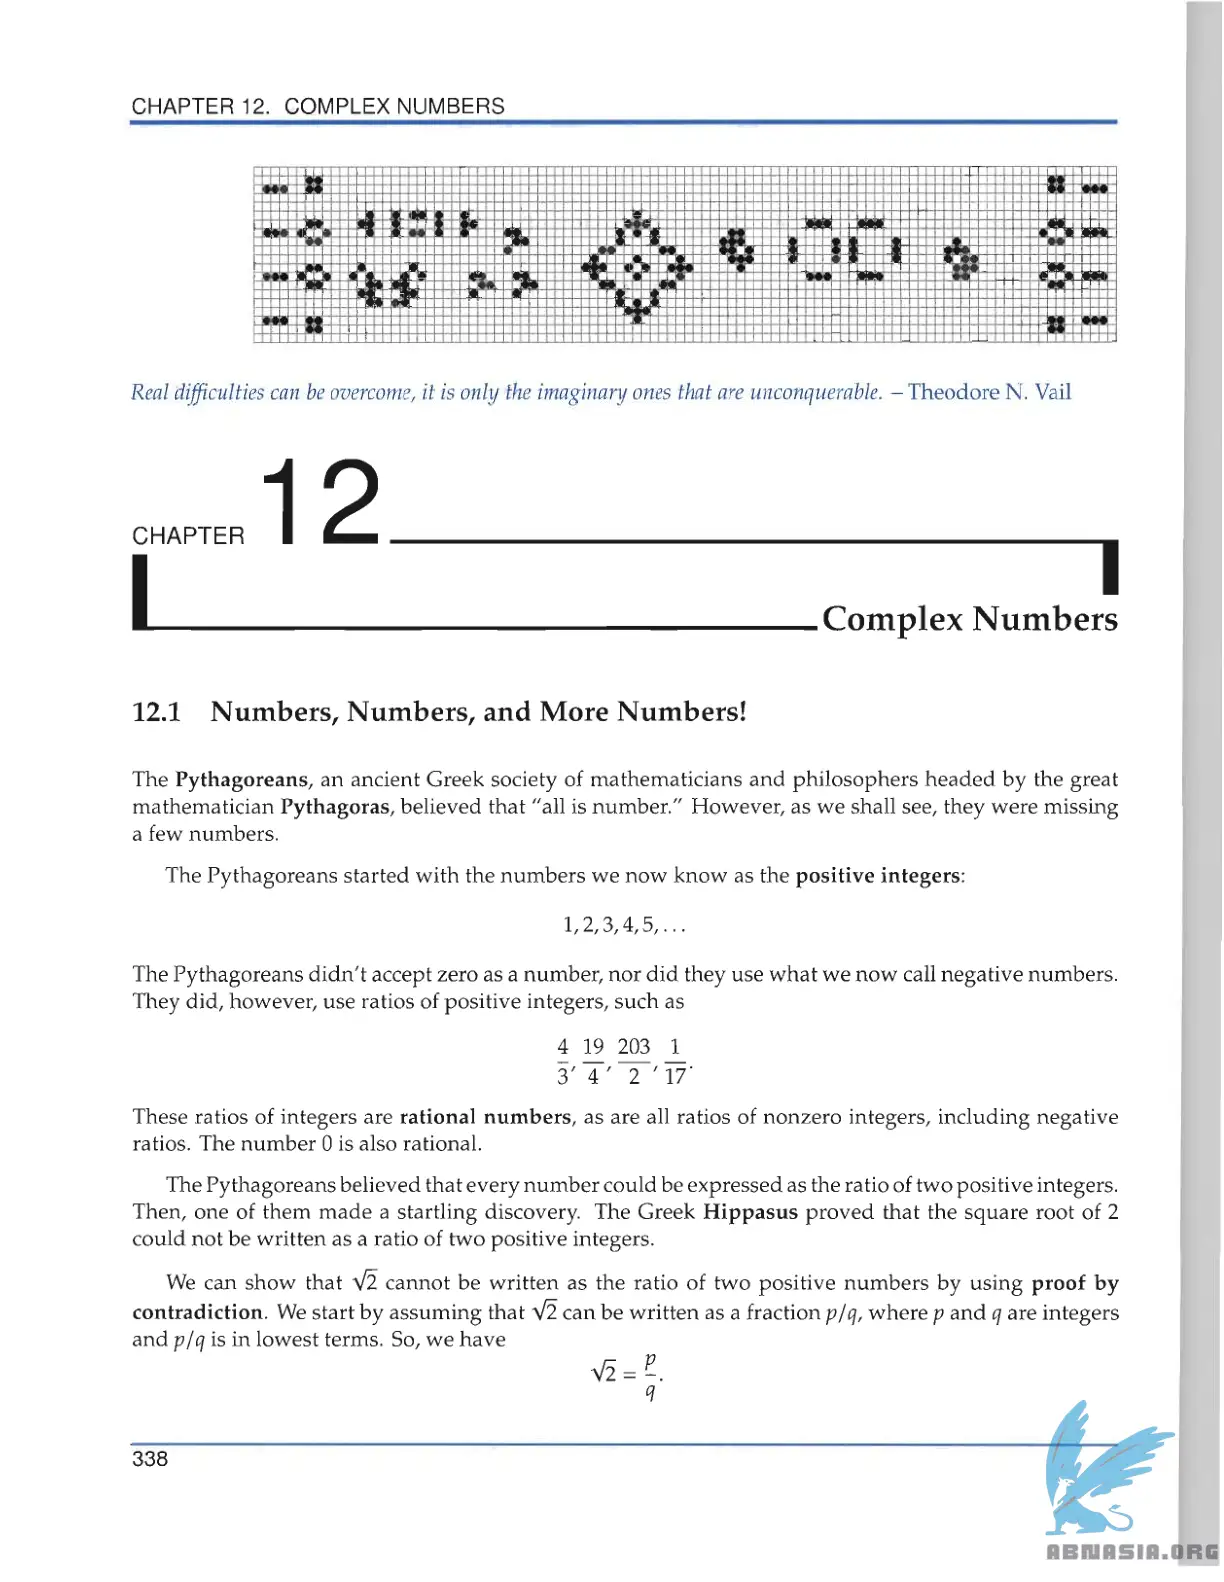 CHAPTER 12. COMPLEX NUMBERS
Real difficulties can be overcome, it is only the imaginary ones that are unconquerable. – Theodore N. Vail
CHAPTER 12
Complex Numbers
12.1 Numbers, Numbers, and More Numbers!
The Pythagoreans, an ancient Greek society of mathematicians and philosophers headed by the great
mathematician Pythagoras, believed that "all is number." However, as we shall see, they were missing
a few numbers.
The Pythagoreans started with the numbers we now know as the positive integers:
1, 2, 3, 4, 5, . . .
The Pythagoreans didn't accept zero as a number, nor did they use what we now call negative numbers.
They did, however, use ratios of positive integers, such as
4/3, 19/4, 203/2, 1/17.
These ratios of integers are rational numbers, as are all ratios of nonzero integers, including negative
ratios. The number 0 is also rational.
The Pythagoreans believed that every number could be expressed as the ratio of two positive integers.
Then, one of them made a startling discovery. The Greek Hippasus proved that the square root of 2
could not be written as a ratio of two positive integers.
We can show that √2 cannot be written as the ratio of two positive numbers by using proof by
contradiction. We start by assuming that √2 can be written as a fraction p/q, where p and q are integers
and p/q is in lowest terms. So, we have
√2 = p/q.
338
ABMASIA.ORG